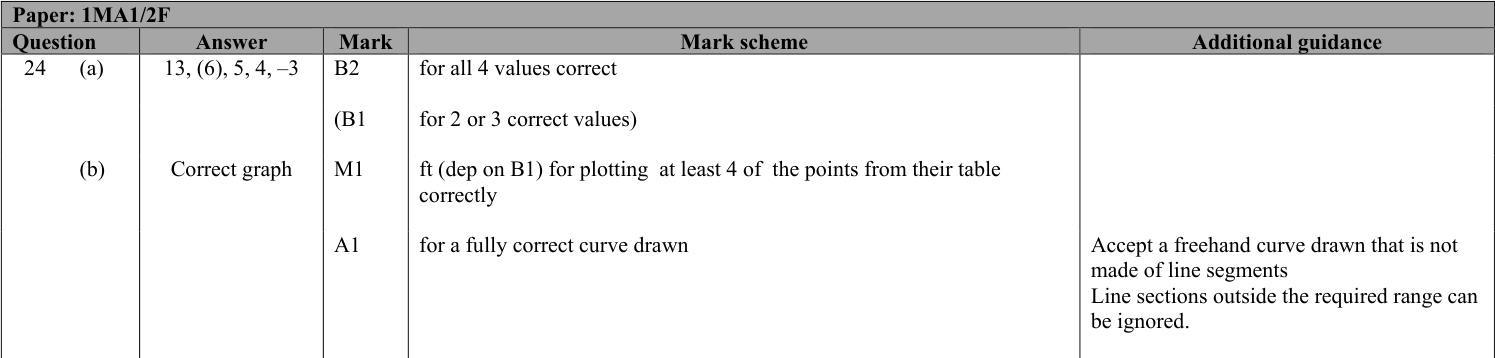 Paper: 1MA1/2F
Question Answer Mark Mark scheme Additional guidance
24 (a) 13, (6), 5, 4, –3 B2 for all 4 values correct
(B1 for 2 or 3 correct values)
(b) Correct graph M1 ft (dep on B1) for plotting at least 4 of the points from their table
correctly
A1 for a fully correct curve drawn Accept a freehand curve drawn that is not
made of line segments
Line sections outside the required range can
be ignored.